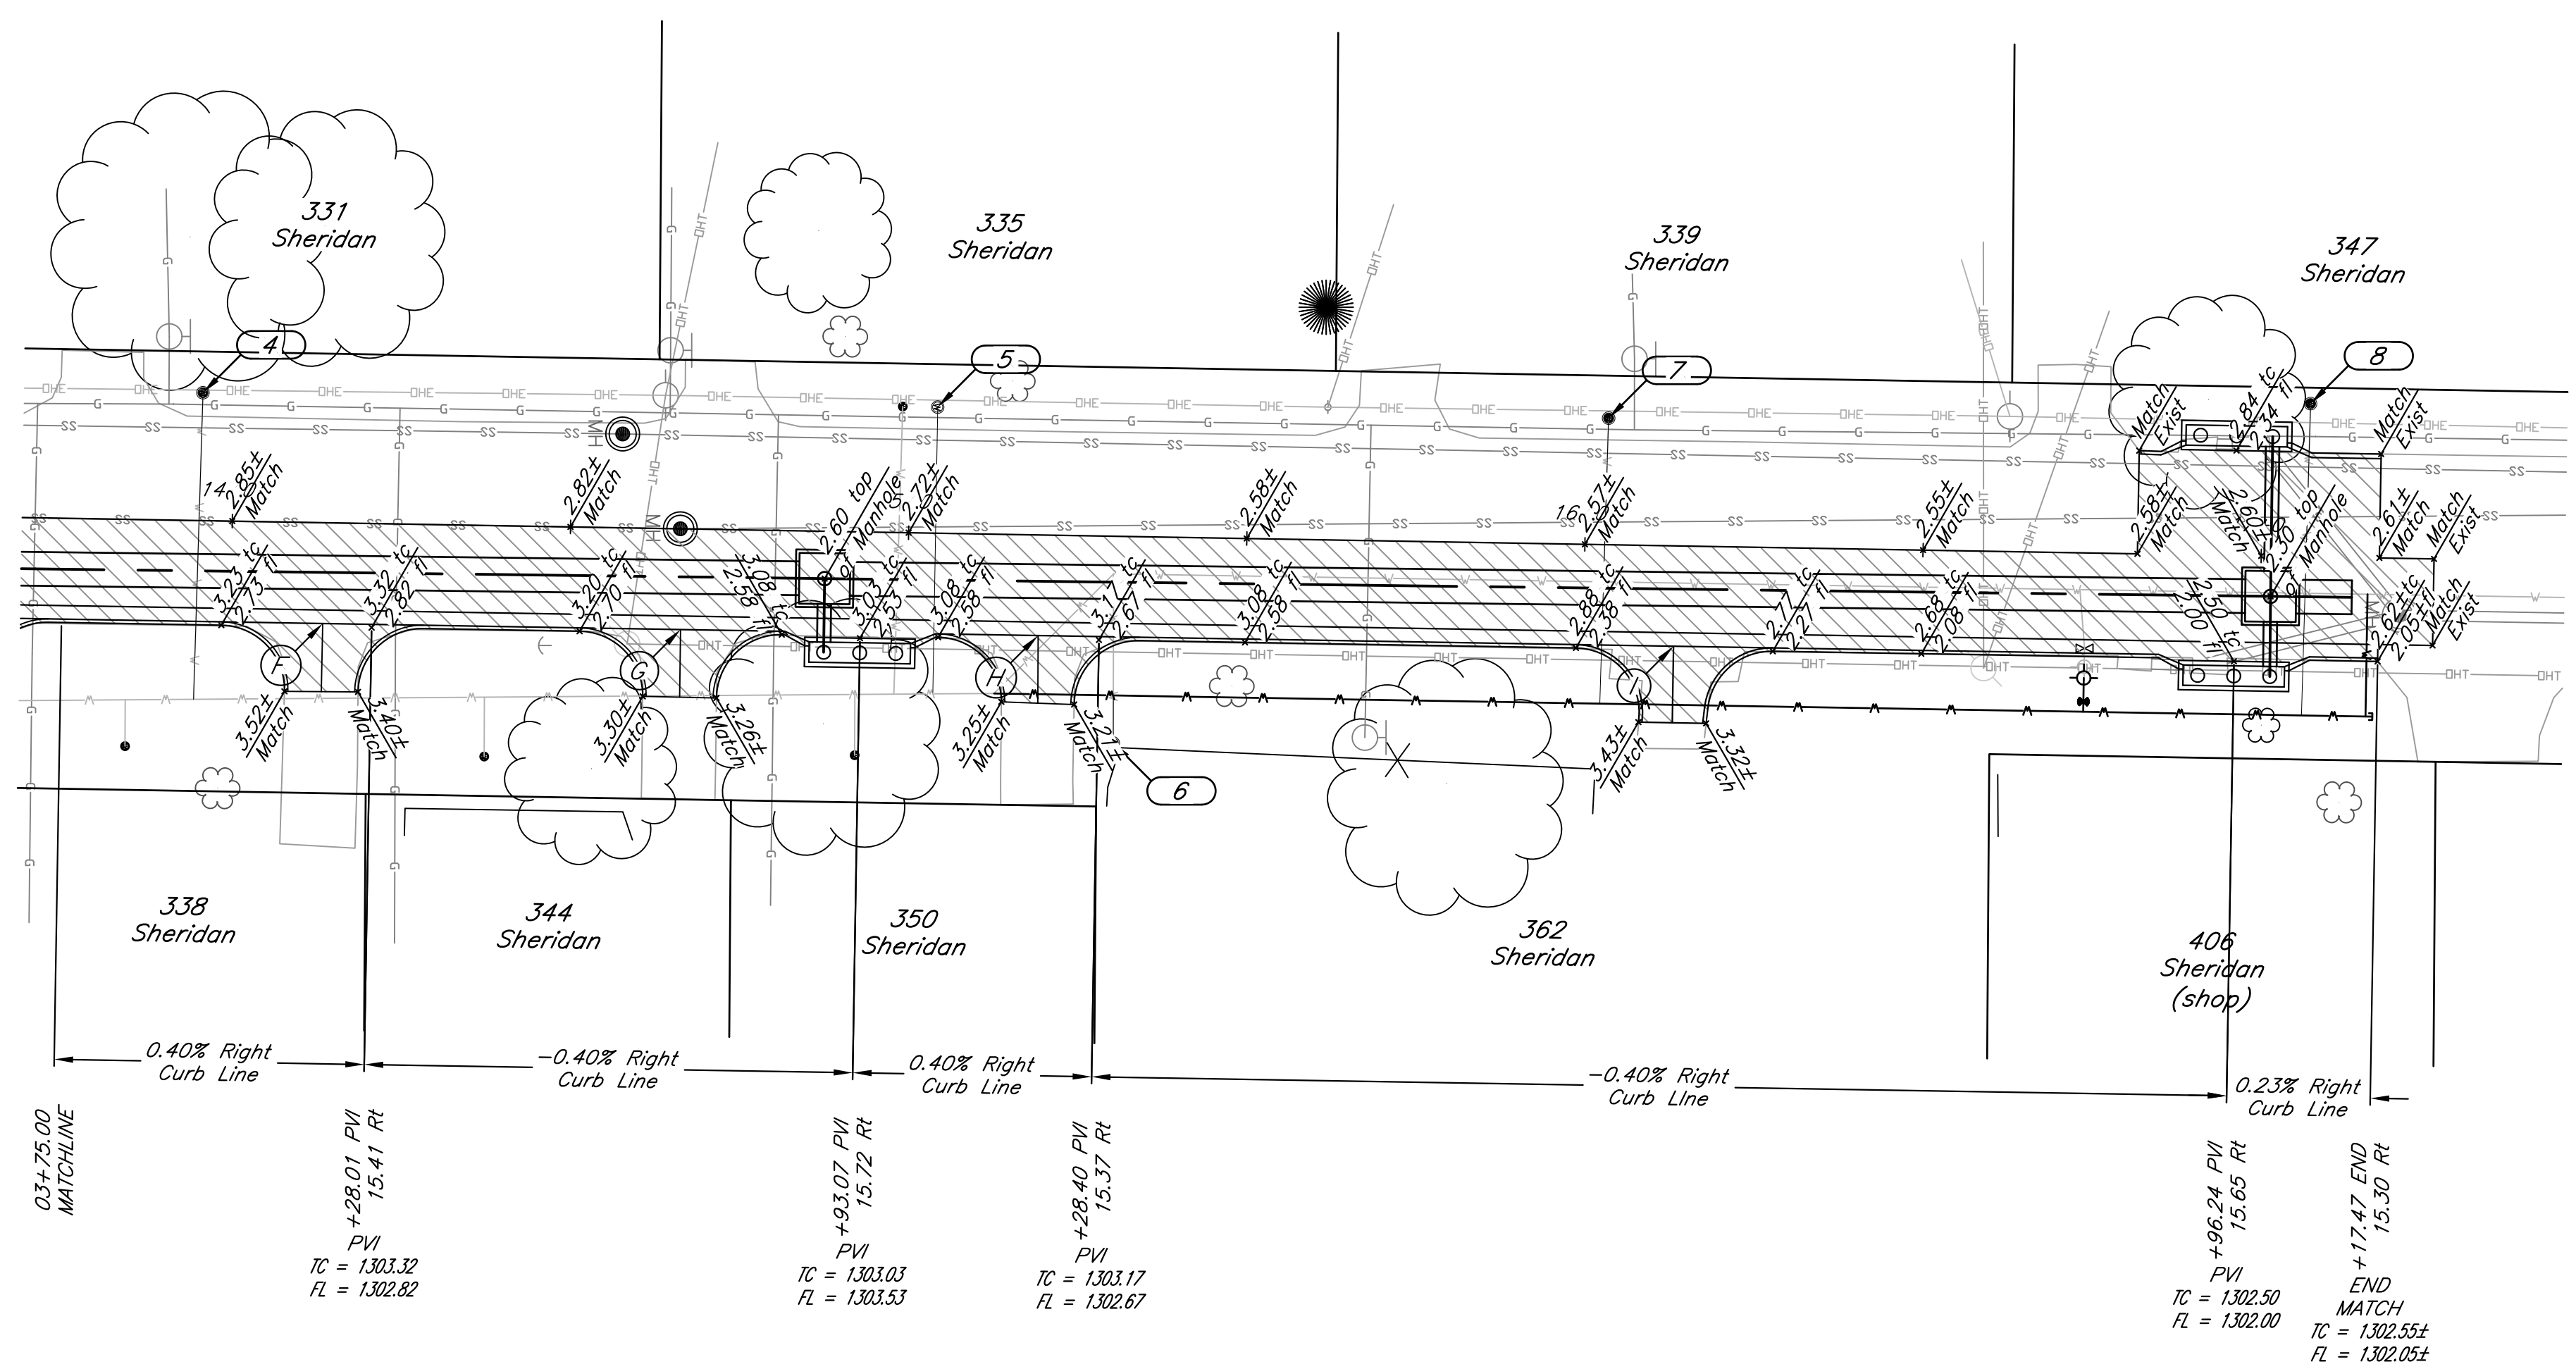 331
Sheridan
335
Sheridan
339
Sheridan
347
Sheridan
4
5
7
8
2.85±
Match
2.82±
Match
2.60 top
Manhole
2.72±
Match
2.58±
Match
2.57±
Match
2.55±
Match
2.58±
Match
Match
Exist
2.84 tc
2.34 fl
Match
Exist
2.60±
Match
2.30 top
Manhole
2.61±
Match
Match
Exist
14
16
MH
MH
3.23 tc
2.73 fl
3.32 tc
2.82 fl
3.20 tc
2.70 fl
3.08 tc
2.58 fl
3.03 tc
2.53 fl
3.08 tc
2.58 fl
3.17 tc
2.67 fl
3.08 tc
2.58 fl
2.88 tc
2.38 fl
2.77 tc
2.27 fl
2.68 tc
2.08 fl
2.50 tc
2.00 fl
2.62±tc
2.05±fl
Match
Exist
F
G
H
I
3.52±
Match
3.40±
Match
3.30±
Match
3.26±
Match
3.25±
Match
3.21±
Match
3.43±
Match
3.32±
Match
6
338
Sheridan
344
Sheridan
350
Sheridan
362
Sheridan
406
Sheridan
(shop)
0.40% Right
Curb Line
-0.40% Right
Curb Line
0.40% Right
Curb Line
-0.40% Right
Curb LIne
0.23% Right
Curb Line
03+75.00
MATCHLINE
+28.01 PVI
15.41 Rt
PVI
TC = 1303.32
FL = 1302.82
+93.07 PVI
15.72 Rt
PVI
TC = 1303.03
FL = 1303.53
+28.40 PVI
15.37 Rt
PVI
TC = 1303.17
FL = 1302.67
+96.24 PVI
15.65 Rt
PVI
TC = 1302.50
FL = 1302.00
+17.47 END
15.30 Rt
END
MATCH
TC = 1302.55±
FL = 1302.05±